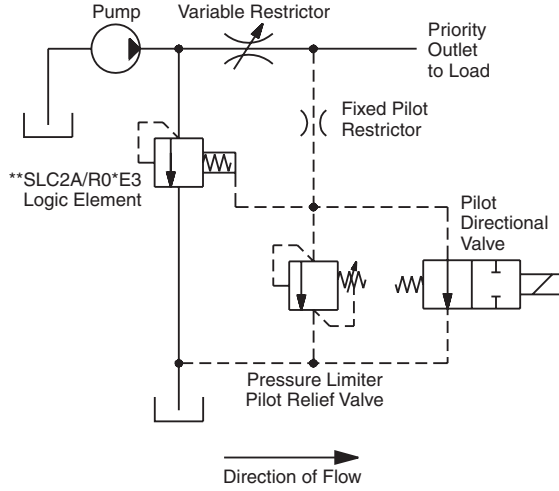 Pump
Variable Restrictor
Priority
Outlet
to Load
Fixed Pilot
Restrictor
**SLC2A/R0*E3
Logic Element
Pilot
Directional
Valve
Pressure Limiter
Pilot Relief Valve
Direction of Flow